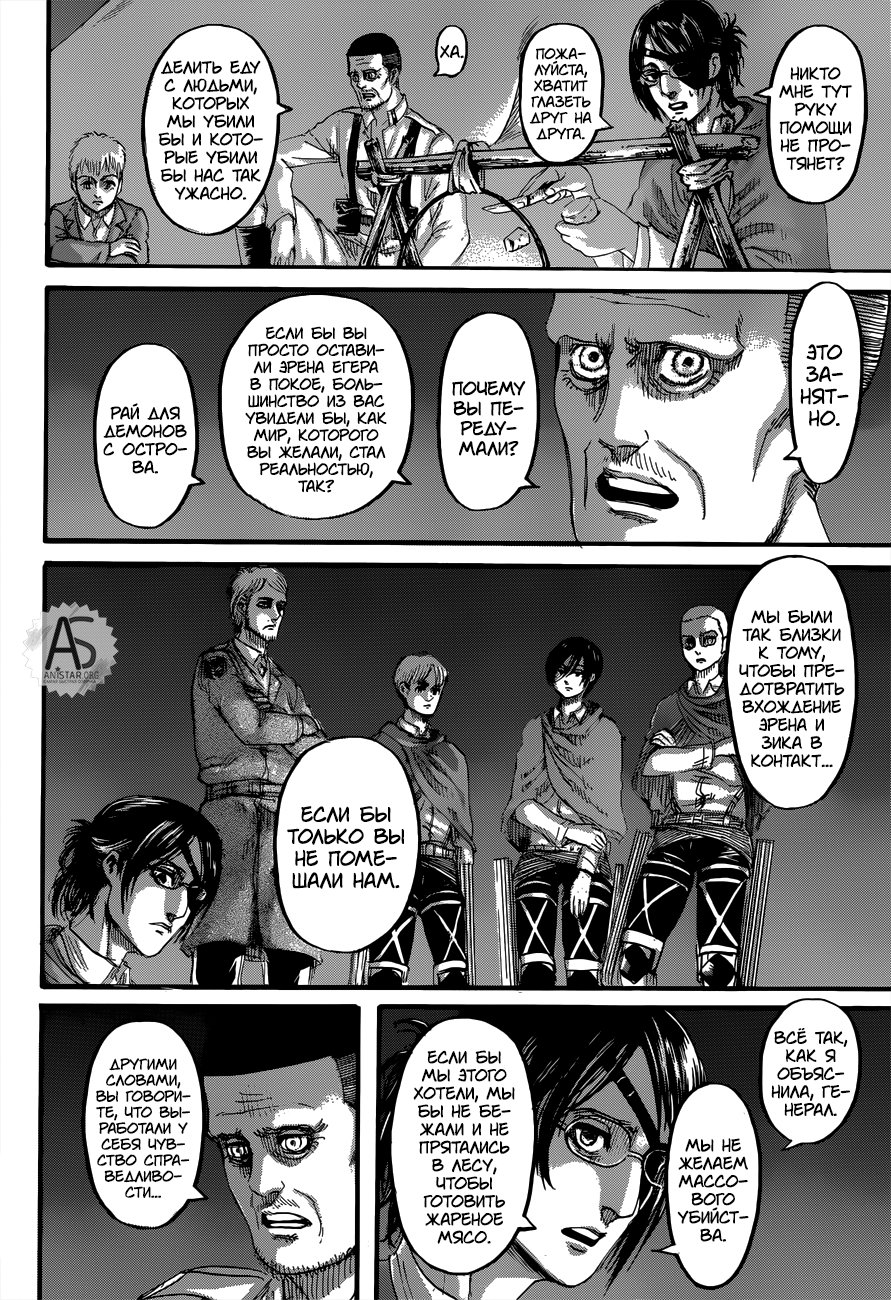 НИКТО
МНЕ ТУТ
РУКУ
ПОМОЩИ
НЕ ПРО-
ТЯНЕТ?
ПОЖА-
ЛУЙСТА,
ХВАТИТ
ГЛАЗЕТЬ
ДРУГ НА
ДРУГА.
ХА.
ДЕЛИТЬ ЕДУ
С ЛЮДЬМИ,
КОТОРЫХ
МЫ УБИЛИ
БЫ И КОТО-
РЫЕ УБИЛИ
БЫ НАС ТАК
УЖАСНО.
ЭТО
ЗА-
НЯТ-
НО.
ПОЧЕМУ
ВЫ ПЕ-
РЕДУ-
МАЛИ?
ЕСЛИ БЫ ВЫ
ПРОСТО ОСТАВИ-
ЛИ ЭРЕНА ЕГЕРА
В ПОКОЕ, БОЛЬ-
ШИНСТВО ИЗ ВАС
УВИДЕЛИ БЫ, КАК
МИР, КОТОРОГО
ВЫ ЖЕЛАЛИ, СТАЛ
РЕАЛЬНОСТЬЮ,
ТАК?
РАЙ ДЛЯ
ДЕМОНОВ
С ОСТРО-
ВА.
МЫ БЫЛИ
ТАК БЛИЗКИ
К ТОМУ,
ЧТОБЫ ПРЕ-
ДОТВРАТИТЬ
ВХОЖДЕНИЕ
ЭРЕНА И
ЗИКА В
КОНТАКТ...
ЕСЛИ БЫ
ТОЛЬКО ВЫ
НЕ ПОМЕ-
ШАЛИ НАМ.
AS
ANISTAR.ORG
ВСЁ ТАК,
КАК Я
ОБЪЯС-
НИЛА, ГЕ-
НЕРАЛ.
МЫ НЕ
ЖЕЛАЕМ
МАССО-
ВОГО
УБИЙСТ-
ВА.
ЕСЛИ БЫ
МЫ ЭТОГО
ХОТЕЛИ, МЫ
БЫ НЕ БЕ-
ЖАЛИ И НЕ
ПРЯТАЛИСЬ
В ЛЕСУ,
ЧТОБЫ
ГОТОВИТЬ
ЖАРЕНОЕ
МЯСО.
ДРУГИМИ
СЛОВАМИ,
ВЫ ГОВОРИ-
ТЕ, ЧТО ВЫ-
РАБОТАЛИ У
СЕБЯ ЧУВ-
СТВО СПРА-
ВЕДЛИВО-
СТИ...